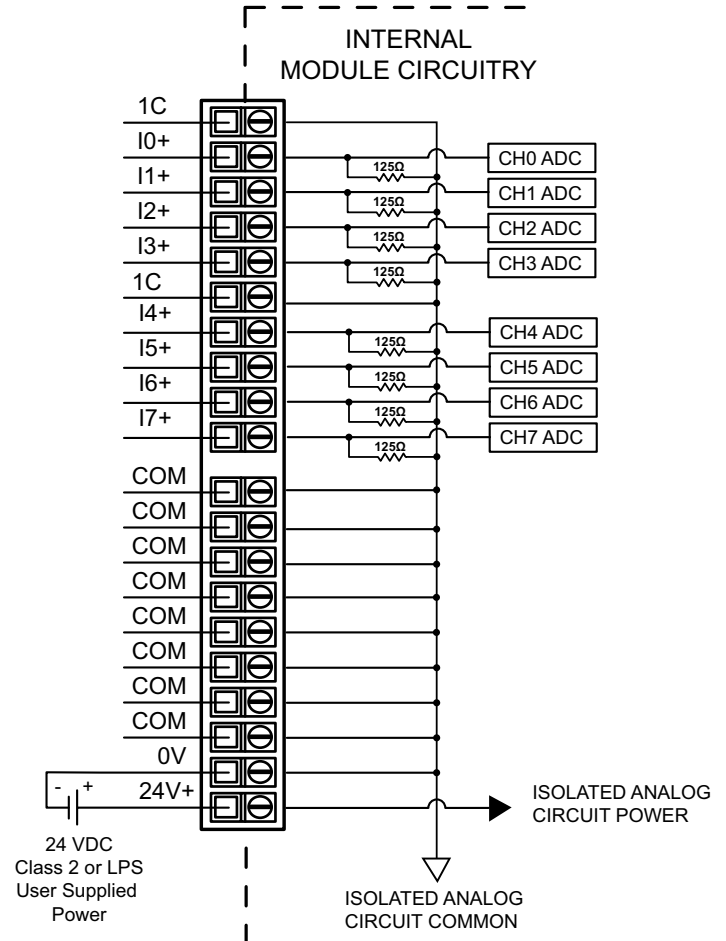 INTERNAL
MODULE CIRCUITRY
1C
I0+
125Ω
CH0 ADC
I1+
125Ω
CH1 ADC
I2+
125Ω
CH2 ADC
I3+
125Ω
CH3 ADC
1C
I4+
125Ω
CH4 ADC
I5+
125Ω
CH5 ADC
I6+
125Ω
CH6 ADC
I7+
125Ω
CH7 ADC
COM
COM
COM
COM
COM
COM
COM
COM
0V
24V+
- +
24 VDC
Class 2 or LPS
User Supplied
Power
ISOLATED ANALOG
CIRCUIT POWER
ISOLATED ANALOG
CIRCUIT COMMON